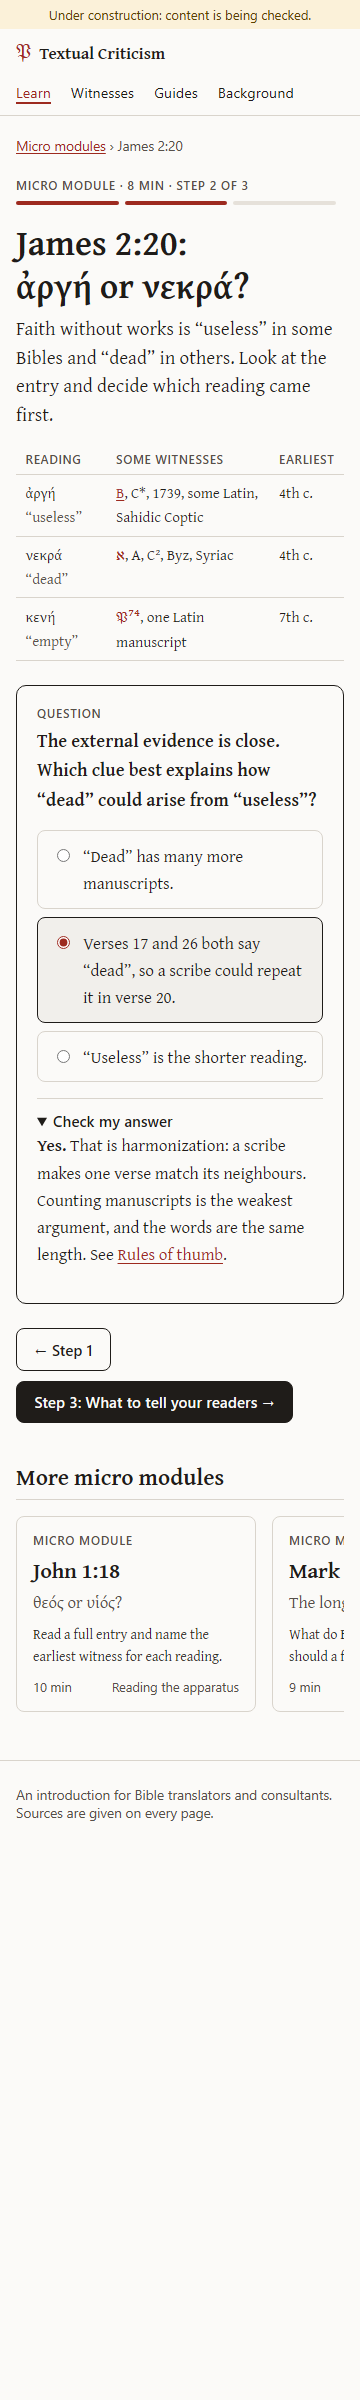 Under construction: content is being checked.
𝔓 Textual Criticism
Learn Witnesses Guides Background
Micro modules › James 2:20
MICRO MODULE · 8 MIN · STEP 2 OF 3
James 2:20:
ἀργή or νεκρά?
Faith without works is “useless” in some
Bibles and “dead” in others. Look at the
entry and decide which reading came
first.
READING SOME WITNESSES EARLIEST
ἀργή B, C*, 1739, some Latin, 4th c.
“useless” Sahidic Coptic
νεκρά ℵ, A, C², Byz, Syriac 4th c.
“dead”
κενή 𝔓⁷⁴, one Latin 7th c.
“empty” manuscript
QUESTION
The external evidence is close.
Which clue best explains how
“dead” could arise from “useless”?
“Dead” has many more
manuscripts.
Verses 17 and 26 both say
“dead”, so a scribe could repeat
it in verse 20.
“Useless” is the shorter reading.
▼ Check my answer
Yes. That is harmonization: a scribe
makes one verse match its neighbours.
Counting manuscripts is the weakest
argument, and the words are the same
length. See Rules of thumb.
← Step 1
Step 3: What to tell your readers →
More micro modules
MICRO MODULE MICRO M
John 1:18 Mark
θεός or υἱός? The long
Read a full entry and name the What do
earliest witness for each reading. should a f
10 min Reading the apparatus 9 min
An introduction for Bible translators and consultants.
Sources are given on every page.